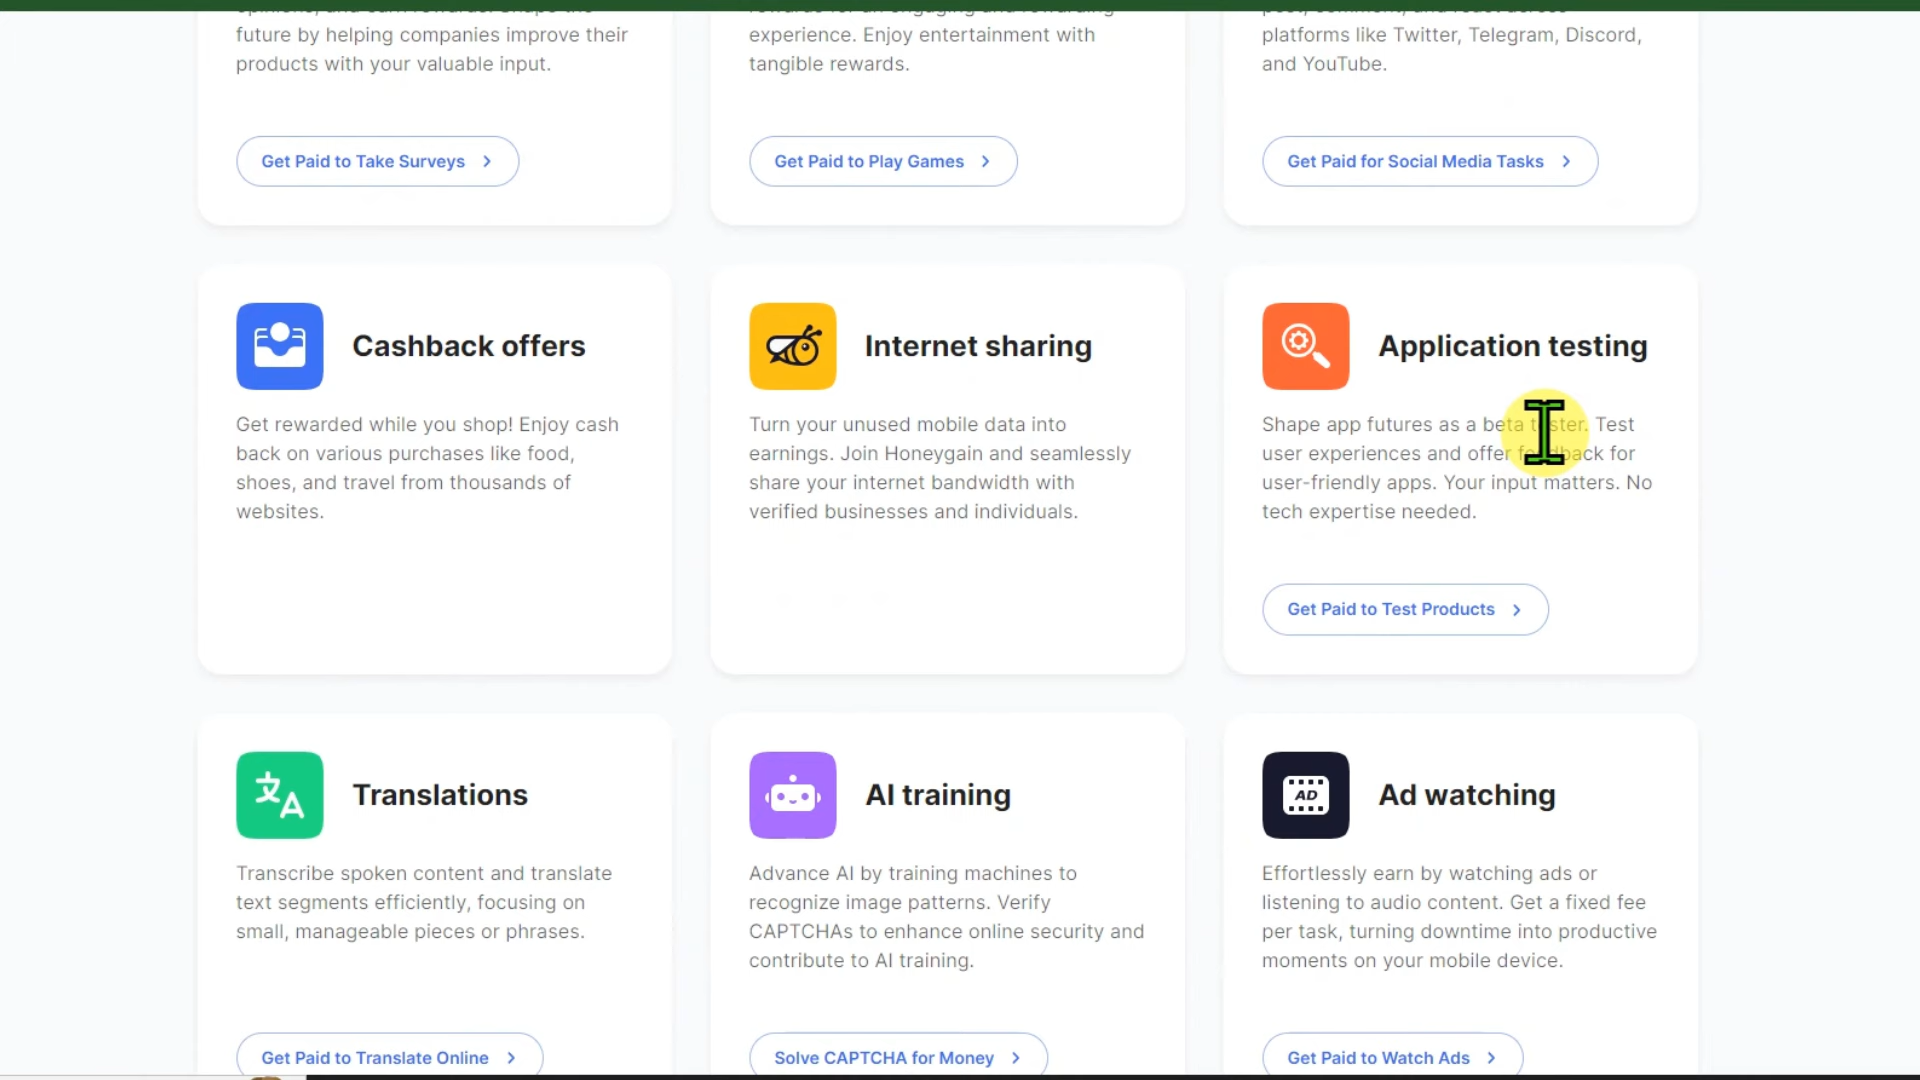 future by helping companies improve their
products with your valuable input.
Get Paid to Take Surveys
experience. Enjoy entertainment with
tangible rewards.
Get Paid to Play Games
platforms like Twitter, Telegram, Discord,
and YouTube.
Get Paid for Social Media Tasks
Cashback offers
Get rewarded while you shop! Enjoy cash
back on various purchases like food,
shoes, and travel from thousands of
websites.
Internet sharing
Turn your unused mobile data into
earnings. Join Honeygain and seamlessly
share your internet bandwidth with
verified businesses and individuals.
Application testing
Shape app futures as a beta tester. Test
user experiences and offer feedback for
user-friendly apps. Your input matters. No
tech expertise needed.
Get Paid to Test Products
Translations
Transcribe spoken content and translate
text segments efficiently, focusing on
small, manageable pieces or phrases.
Get Paid to Translate Online
AI training
Advance AI by training machines to
recognize image patterns. Verify
CAPTCHAs to enhance online security and
contribute to AI training.
Solve CAPTCHA for Money
AD
Ad watching
Effortlessly earn by watching ads or
listening to audio content. Get a fixed fee
per task, turning downtime into productive
moments on your mobile device.
Get Paid to Watch Ads